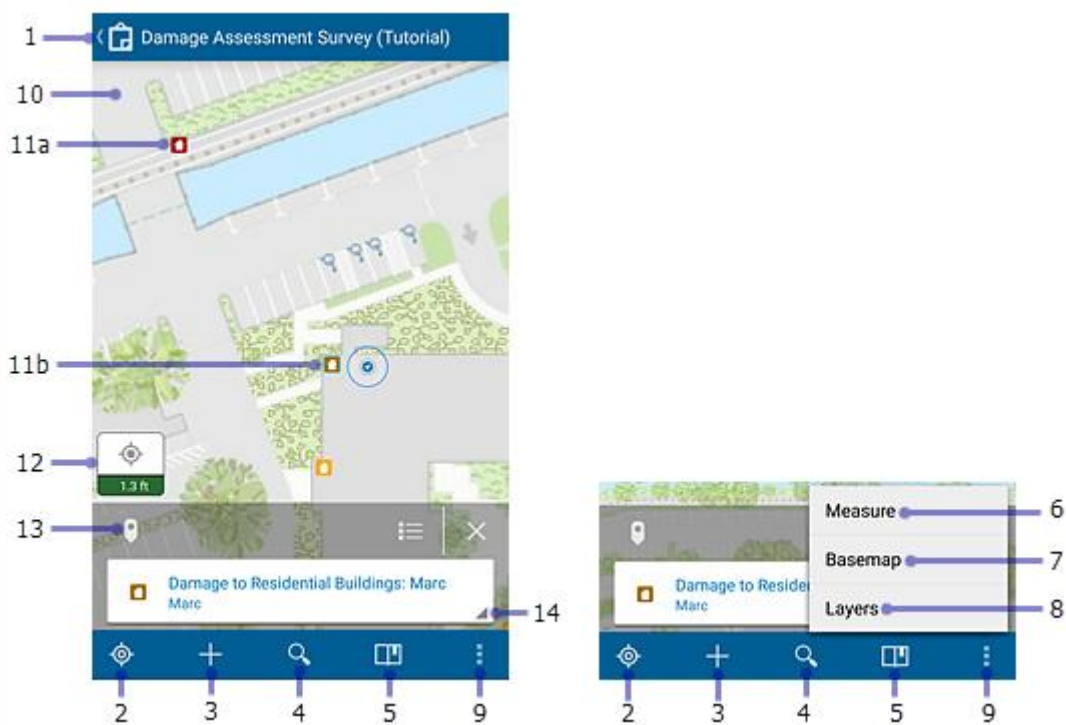 1
Damage Assessment Survey (Tutorial)
10
11a
11b
12
1.3 ft
13
Damage to Residential Buildings: Marc
Marc
14
2
3
4
5
9
Measure
6
Basemap
7
Layers
8
Damage to Reside
Marc
2
3
4
5
9